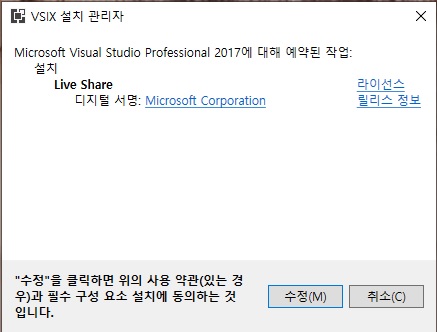 VSIX 설치 관리자
Microsoft Visual Studio Professional 2017에 대해 예약된 작업:
설치
Live Share 라이선스
디지털 서명: Microsoft Corporation 릴리스 정보
"수정"을 클릭하면 위의 사용 약관(있는 경
우)과 필수 구성 요소 설치에 동의하는 것
입니다.
수정(M) 취소(C)